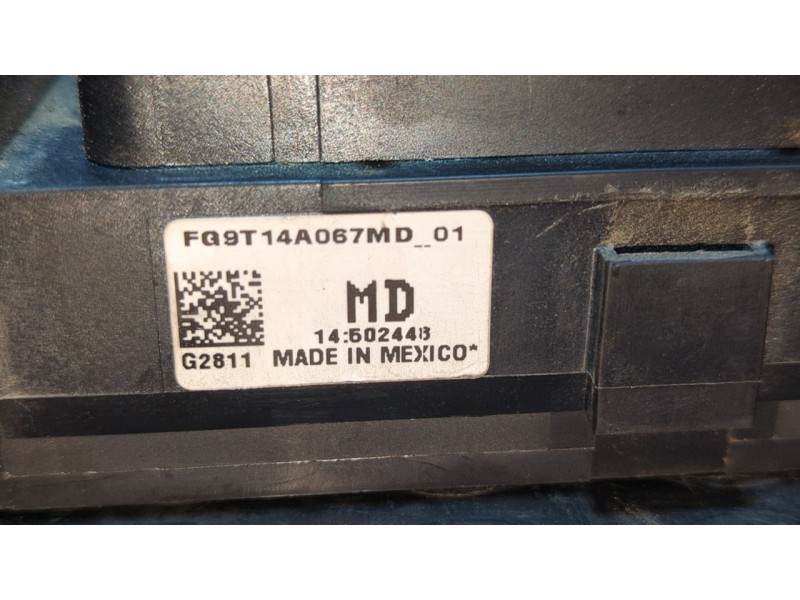 FG9T14A067MD_01
MD
14:502448
G2811 MADE IN MEXICO*